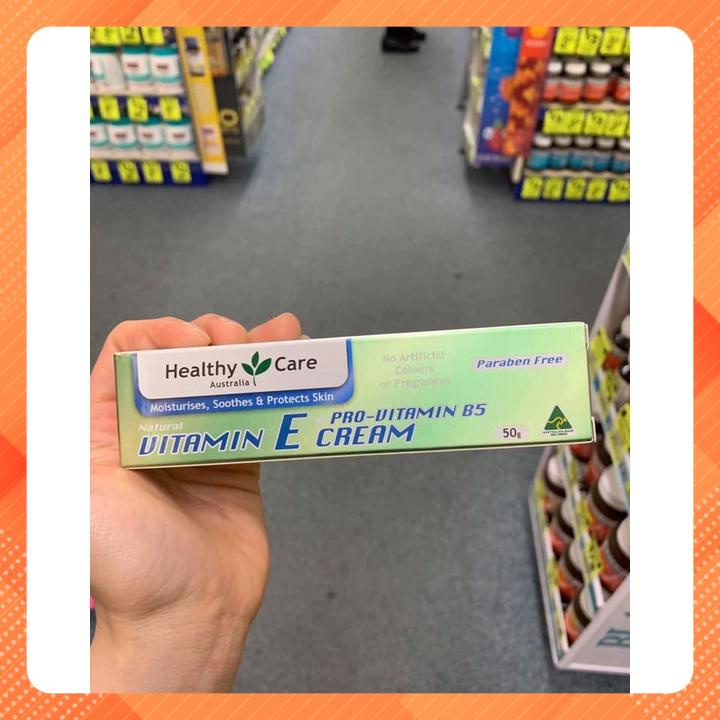 Healthy Care
Australia
Moisturises, Soothes & Protects Skin
No Artificial
Colours
or Fragrances
Paraben Free
Natural
VITAMIN E CREAM
PRO-VITAMIN B5
50g